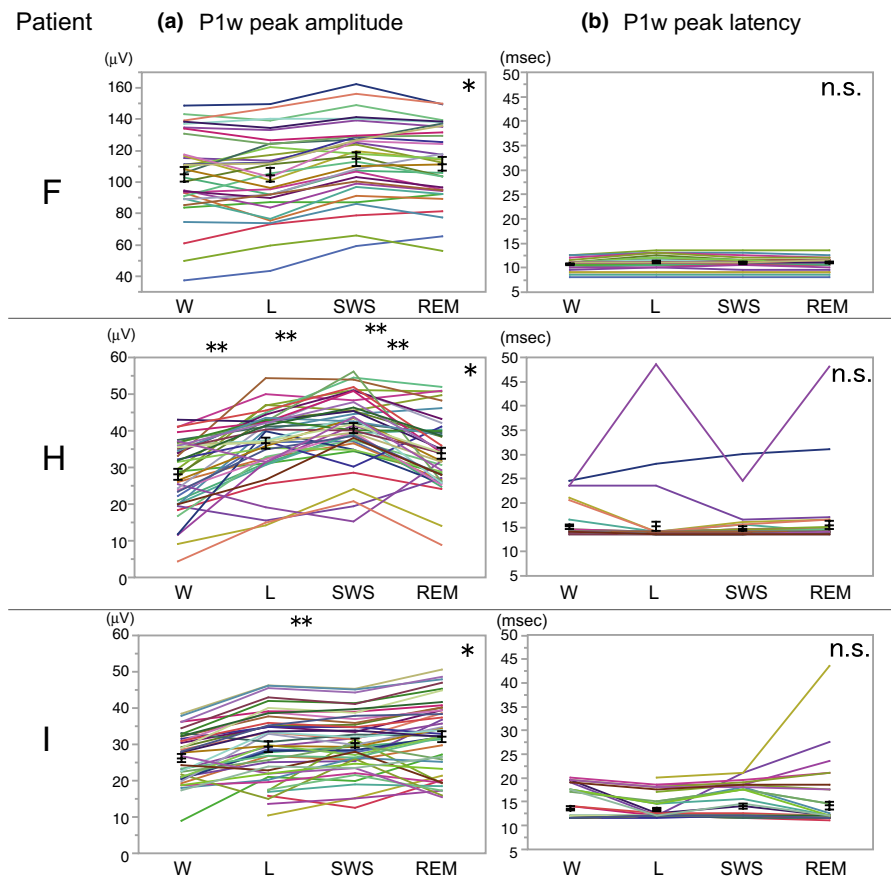 Patient (a) P1w peak amplitude (b) P1w peak latency
(μV) (msec)
F
160
140
120
100
80
60
40
*
W L SWS REM
50
45
40
35
30
25
20
15
10
5
n.s.
W L SWS REM
H
(μV)
** ** ** **
60
50
40
30
20
10
0
*
W L SWS REM
(msec)
50
45
40
35
30
25
20
15
10
5
n.s.
W L SWS REM
I
(μV)
**
60
50
40
30
20
10
0
*
W L SWS REM
(msec)
50
45
40
35
30
25
20
15
10
5
n.s.
W L SWS REM